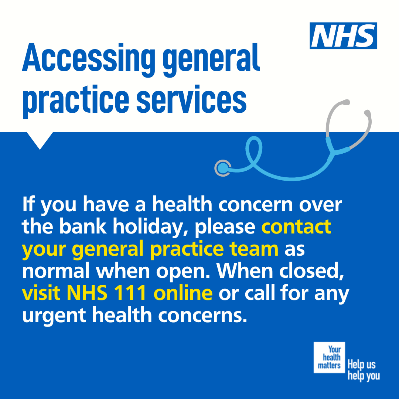 NHS
Accessing general
practice services
If you have a health concern over
the bank holiday, please contact
your general practice team as
normal when open. When closed,
visit NHS 111 online or call for any
urgent health concerns.
Your
health
matters
Help us
help you